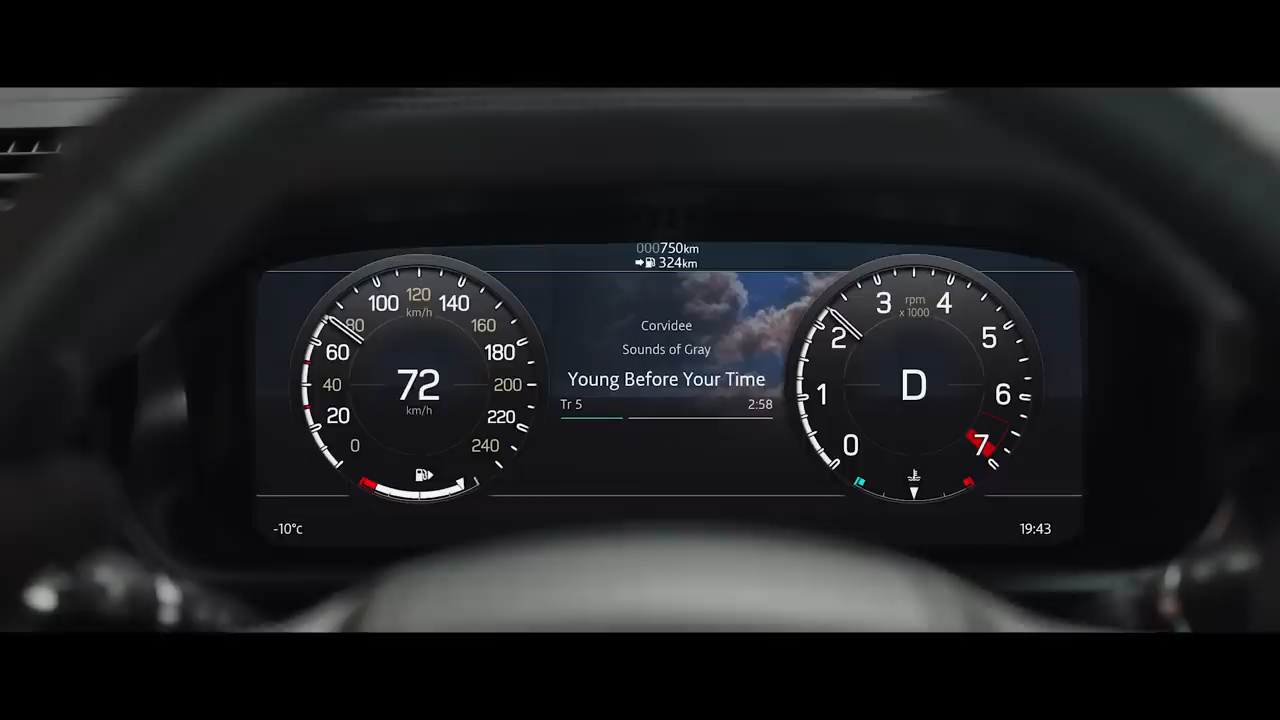 000750km
324km
100 120 140
km/h
80 160
60 180
40 72 200
km/h
20 220
0 240
Corvidee
Sounds of Gray
Young Before Your Time
Tr 5 2:58
3 rpm 4
x 1000
2 5
1 D 6
0 7
-10°c 19:43